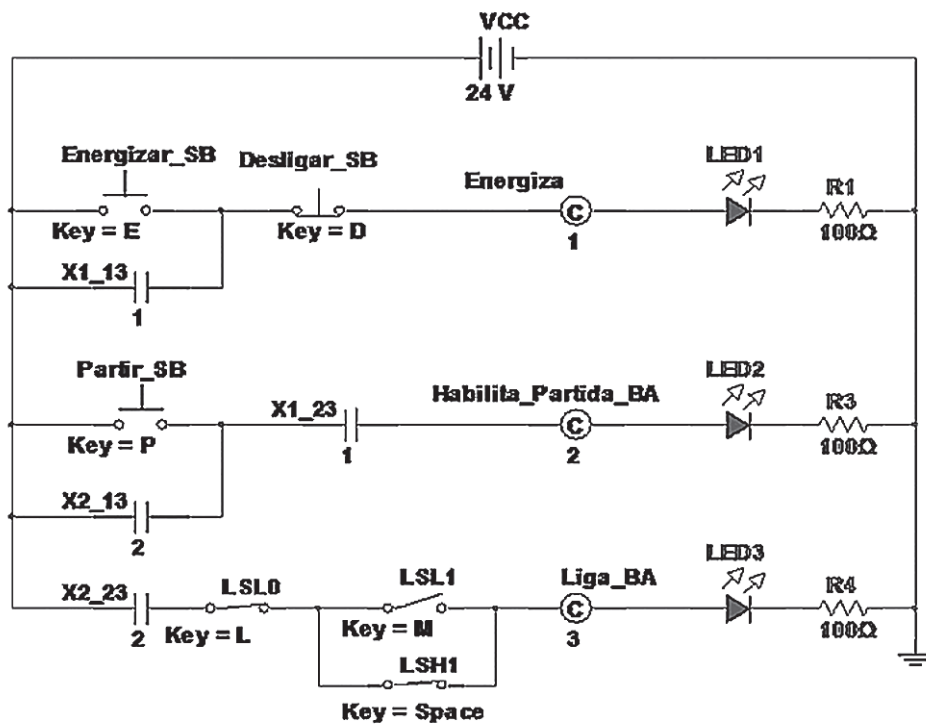 VCC
24 V
Energizar_SB
Desligar_SB
Energiza
LED1
R1
C
Key = E
Key = D
1
100Ω
X1_13
1
Partir_SB
X1_23
Habilita_Partida_BA
LED2
R3
C
Key = P
1
2
100Ω
X2_13
2
X2_23
LSL0
LSL1
Liga_BA
LED3
R4
C
2
Key = L
Key = M
3
100Ω
LSH1
Key = Space